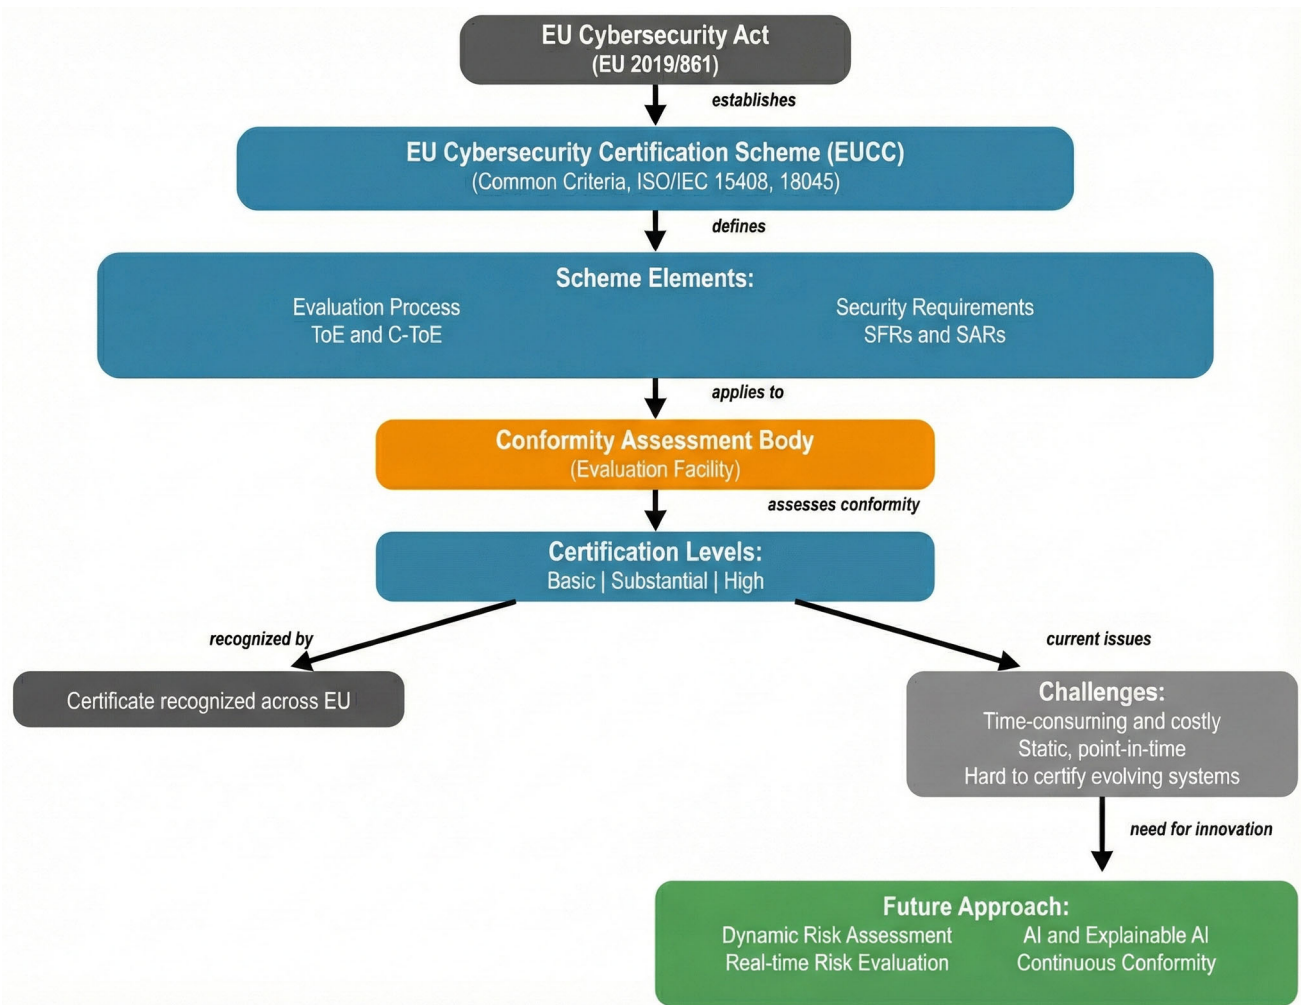 EU Cybersecurity Act
(EU 2019/861)
establishes
EU Cybersecurity Certification Scheme (EUCC)
(Common Criteria, ISO/IEC 15408, 18045)
defines
Scheme Elements:
Evaluation Process
ToE and C-ToE
Security Requirements
SFRs and SARs
applies to
Conformity Assessment Body
(Evaluation Facility)
assesses conformity
Certification Levels:
Basic | Substantial | High
recognized by
Certificate recognized across EU
current issues
Challenges:
Time-consuming and costly
Static, point-in-time
Hard to certify evolving systems
need for innovation
Future Approach:
Dynamic Risk Assessment
Real-time Risk Evaluation
AI and Explainable AI
Continuous Conformity